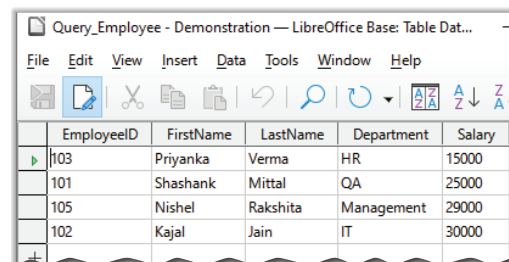 Query_Employee - Demonstration — LibreOffice Base: Table Dat...
File Edit View Insert Data Tools Window Help
EmployeeID FirstName LastName Department Salary
103 Priyanka Verma HR 15000
101 Shashank Mittal QA 25000
105 Nishel Rakshita Management 29000
102 Kajal Jain IT 30000